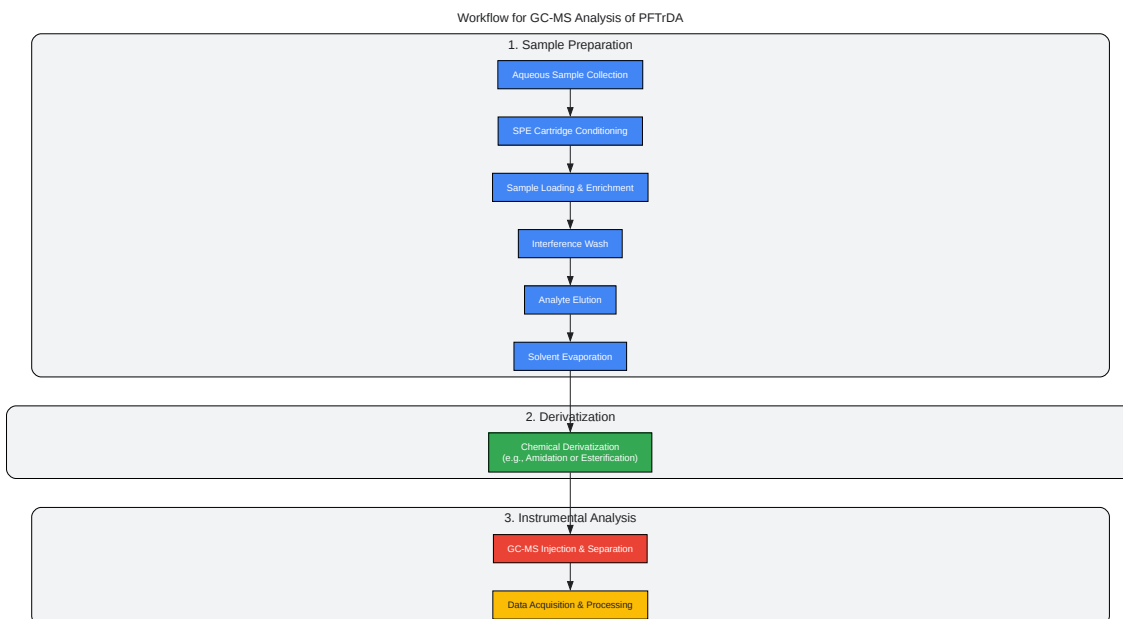 Workflow for GC-MS Analysis of PFTrDA
1. Sample Preparation
Aqueous Sample Collection
SPE Cartridge Conditioning
Sample Loading & Enrichment
Interference Wash
Analyte Elution
Solvent Evaporation
2. Derivatization
Chemical Derivatization
(e.g., Amidation or Esterification)
3. Instrumental Analysis
GC-MS Injection & Separation
Data Acquisition & Processing